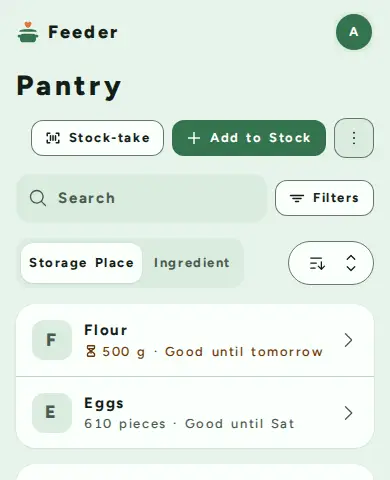 Feeder
A
Pantry
Stock-take
Add to Stock
Search
Filters
Storage Place
Ingredient
F
Flour
500 g · Good until tomorrow
E
Eggs
610 pieces · Good until Sat